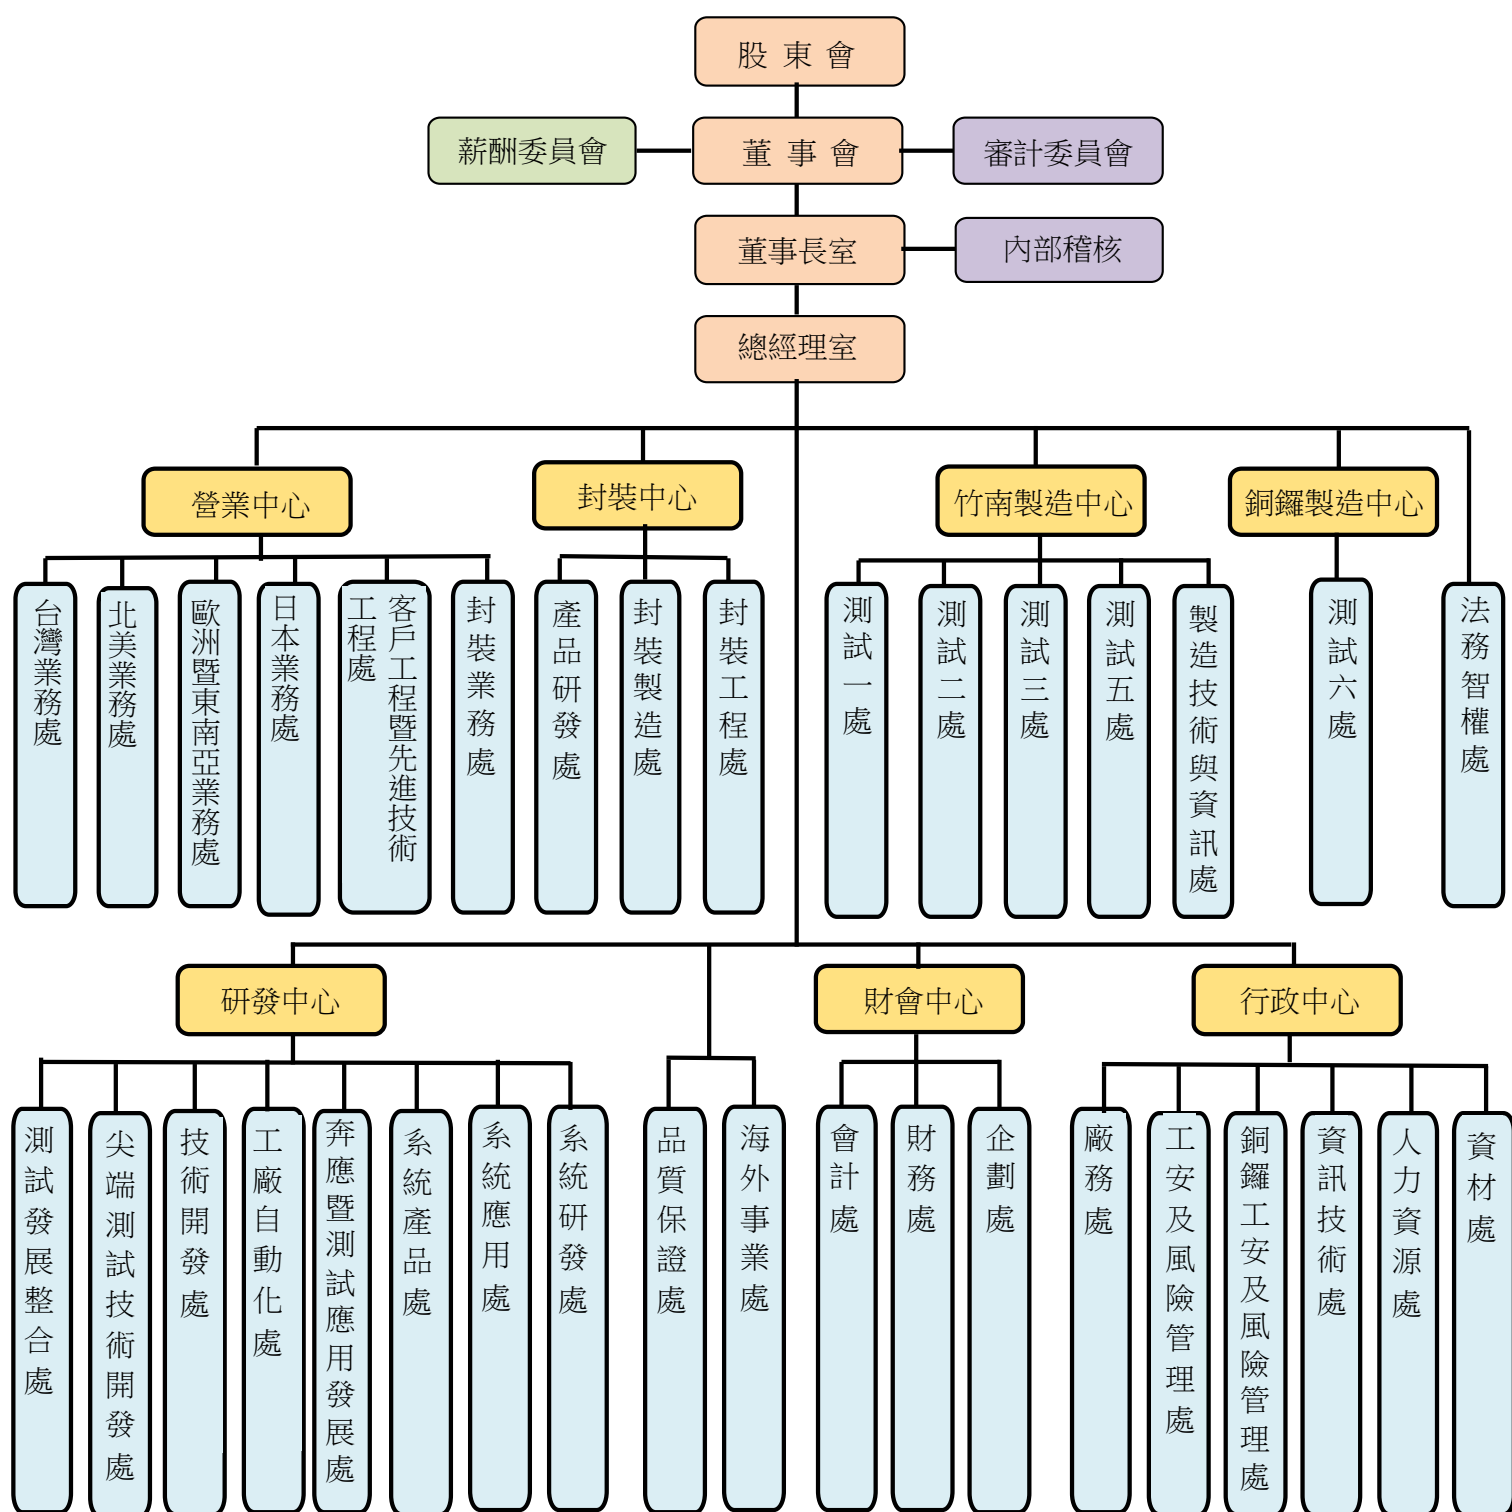 股東會
薪酬委員會
董事會
審計委員會
董事長室
內部稽核
總經理室
營業中心
封裝中心
竹南製造中心
銅鑼製造中心
台灣業務處
北美業務處
歐洲暨東南亞業務處
日本業務處
客戶工程暨先進技術
工程處
封裝業務處
產品研發處
封裝製造處
封裝工程處
測試一處
測試二處
測試三處
測試五處
製造技術與資訊處
測試六處
法務智權處
研發中心
財會中心
行政中心
測試發展整合處
尖端測試技術開發處
技術開發處
工廠自動化處
奔應暨測試應用發展處
系統產品處
系統應用處
系統研發處
品質保證處
海外事業處
會計處
財務處
企劃處
廠務處
工安及風險管理處
銅鑼工安及風險管理處
資訊技術處
人力資源處
資材處